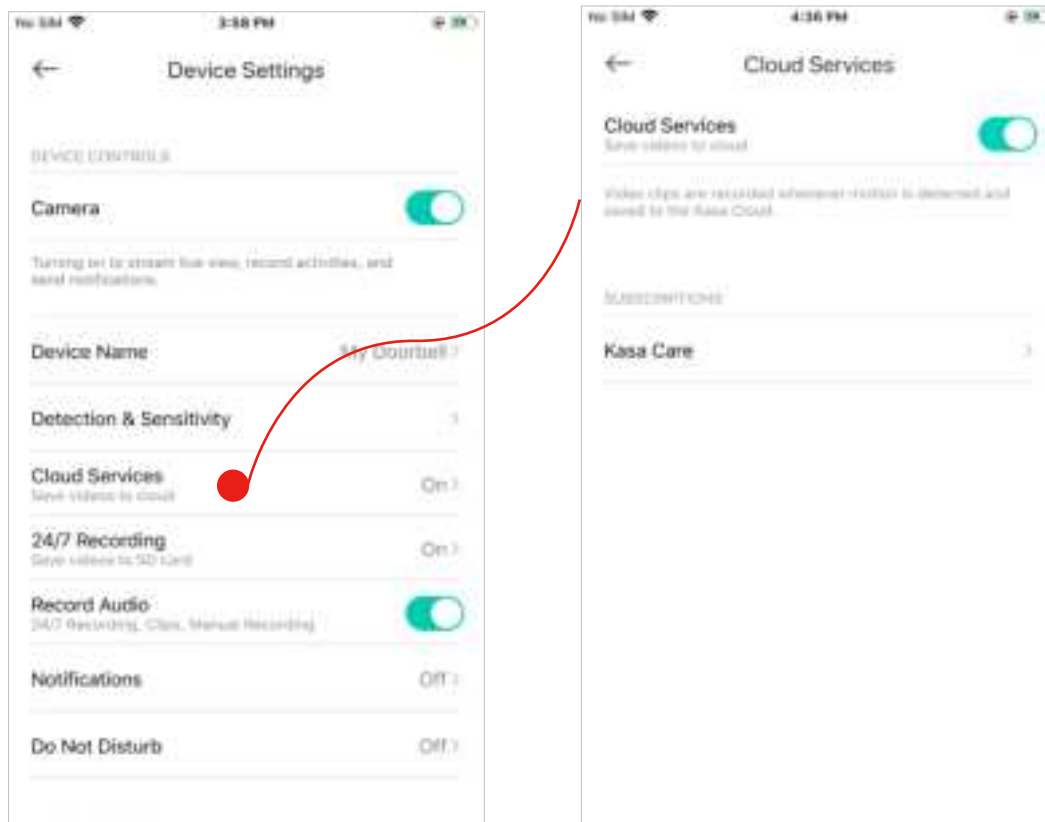 No SIM 3:58 PM
Device Settings
DEVICE CONTROLS
Camera
Turning on to stream live view, record activities, and
send notifications.
Device Name My Doorbell
Detection & Sensitivity
Cloud Services On
Save videos to cloud
24/7 Recording On
Save videos to SD card
Record Audio
24/7 Recording, Clips, Manual Recording
Notifications Off
Do Not Disturb Off
No SIM 4:36 PM
Cloud Services
Cloud Services
Save videos to cloud
Video clips are recorded whenever motion is detected and
saved to the Kasa Cloud.
SUBSCRIPTIONS
Kasa Care